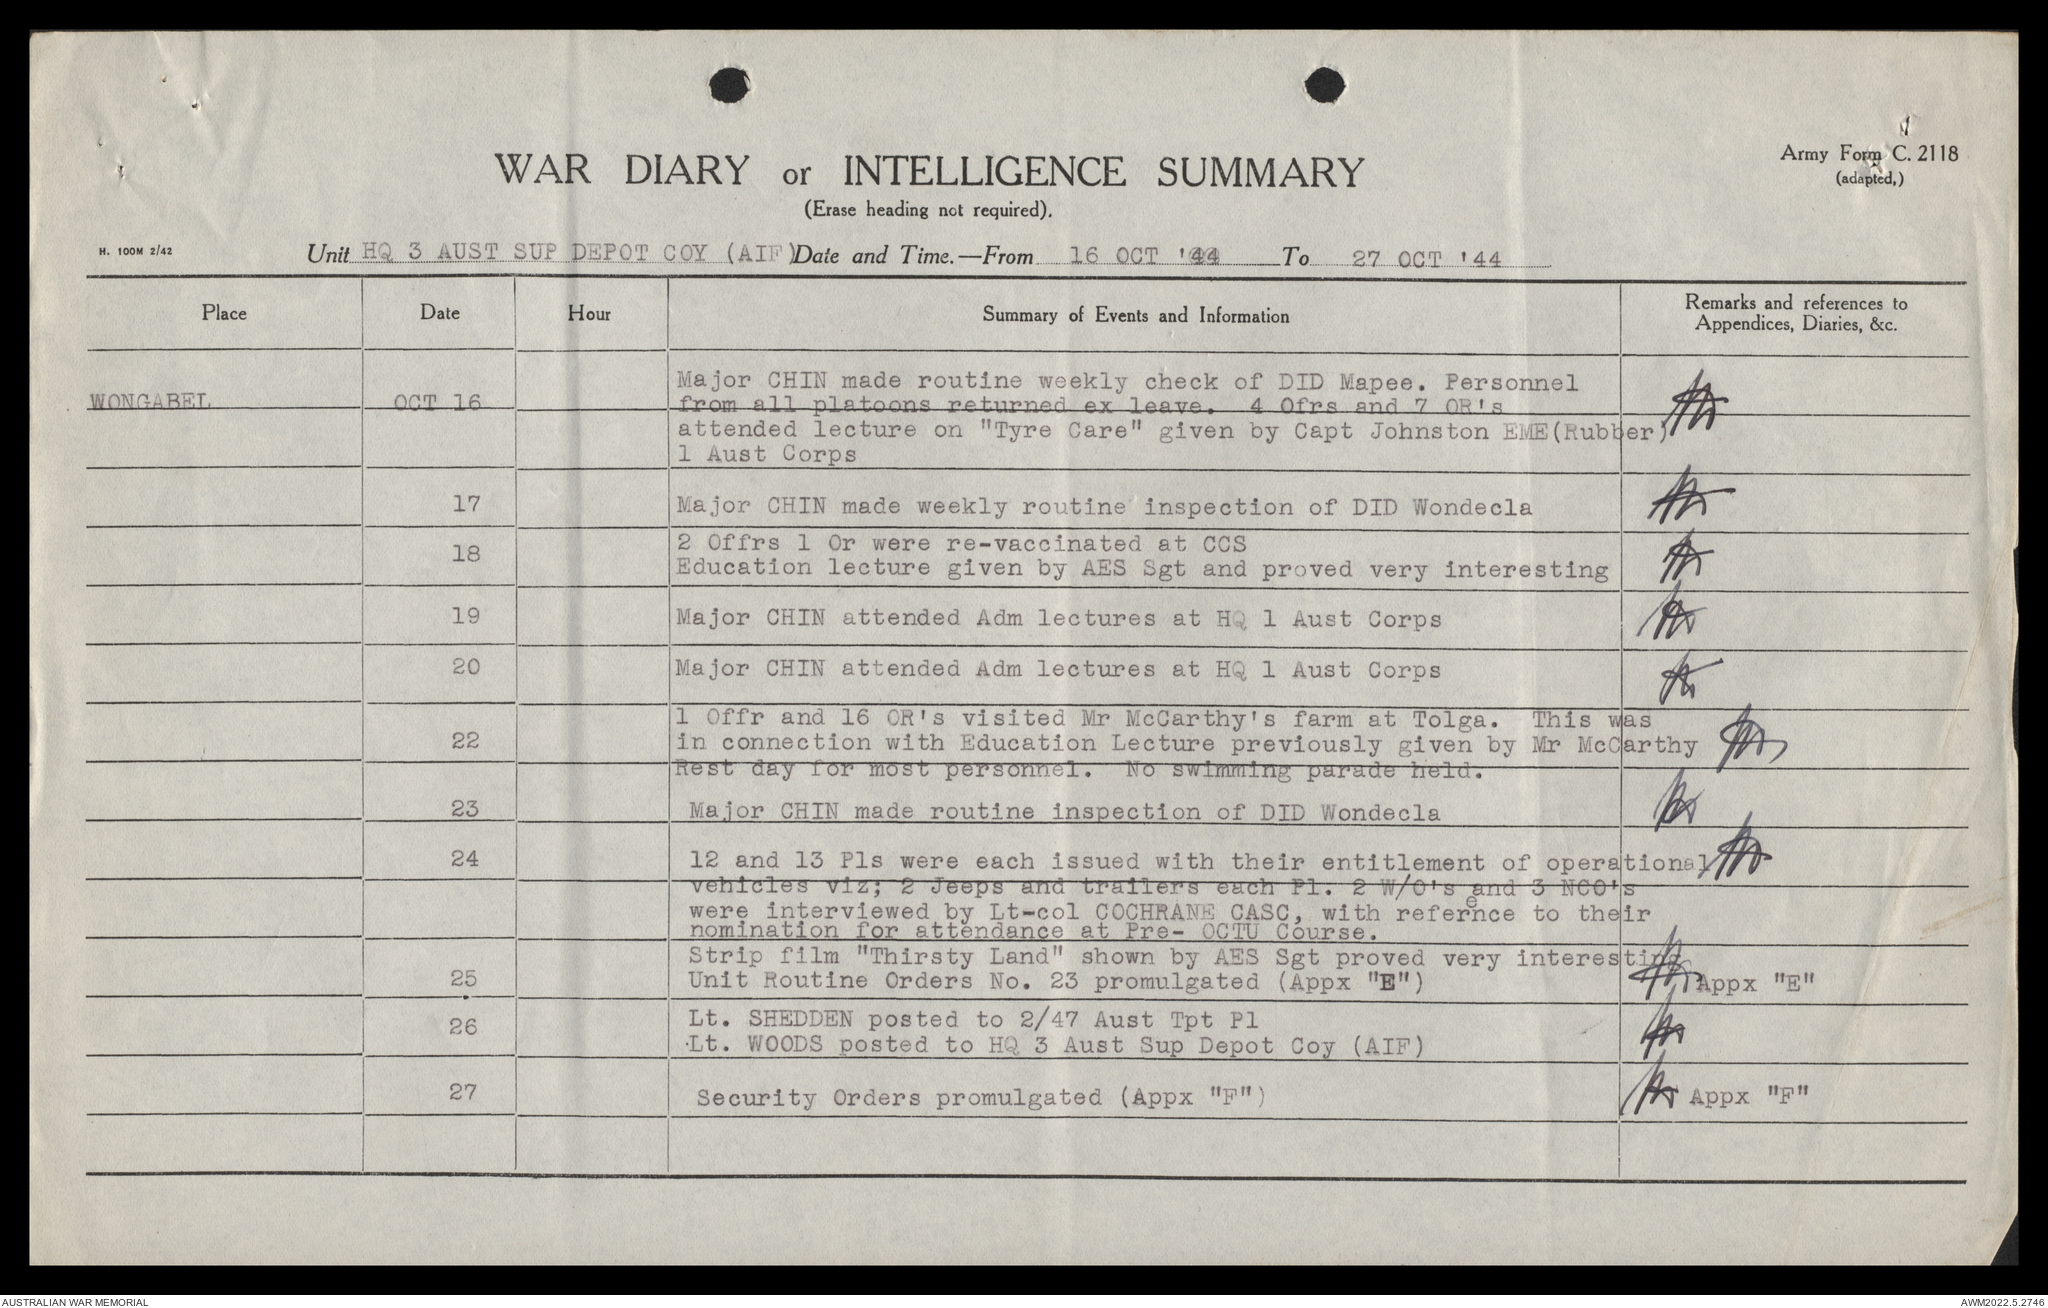 Army Form C. 2118
(adapted,)
WAR DIARY or INTELLIGENCE SUMMARY
(Erase heading not required).
H. 100M 2/42
Unit HQ 3 AUST SUP DEPOT COY (AIF) Date and Time.—From 16 OCT '44 To 27 OCT '44
Place Date Hour Summary of Events and Information Remarks and references to
Appendices, Diaries, &c.
Major CHIN made routine weekly check of DID Mapee. Personnel
WONGABEL OCT 16 from all platoons returned ex leave. 4 Ofrs and 7 OR's
attended lecture on "Tyre Care" given by Capt Johnston EME(Rubber)
1 Aust Corps
17 Major CHIN made weekly routine inspection of DID Wondecla
18 2 Offrs 1 Or were re-vaccinated at CCS
Education lecture given by AES Sgt and proved very interesting
19 Major CHIN attended Adm lectures at HQ 1 Aust Corps
20 Major CHIN attended Adm lectures at HQ 1 Aust Corps
1 Offr and 16 OR's visited Mr McCarthy's farm at Tolga. This was
22 in connection with Education Lecture previously given by Mr McCarthy
Rest day for most personnel. No swimming parade held.
23 Major CHIN made routine inspection of DID Wondecla
24 12 and 13 Pls were each issued with their entitlement of operational
vehicles viz; 2 Jeeps and trailers each Pl. 2 W/O's and 3 NCO's
were interviewed by Lt-col COCHRANE CASC, with reference to their
nomination for attendance at Pre- OCTU Course.
Strip film "Thirsty Land" shown by AES Sgt proved very interesting
25 Unit Routine Orders No. 23 promulgated (Appx "E") Appx "E"
26 Lt. SHEDDEN posted to 2/47 Aust Tpt Pl
Lt. WOODS posted to HQ 3 Aust Sup Depot Coy (AIF)
27 Security Orders promulgated (Appx "F") Appx "F"
AUSTRALIAN WAR MEMORIAL
AWM2022.5.2746